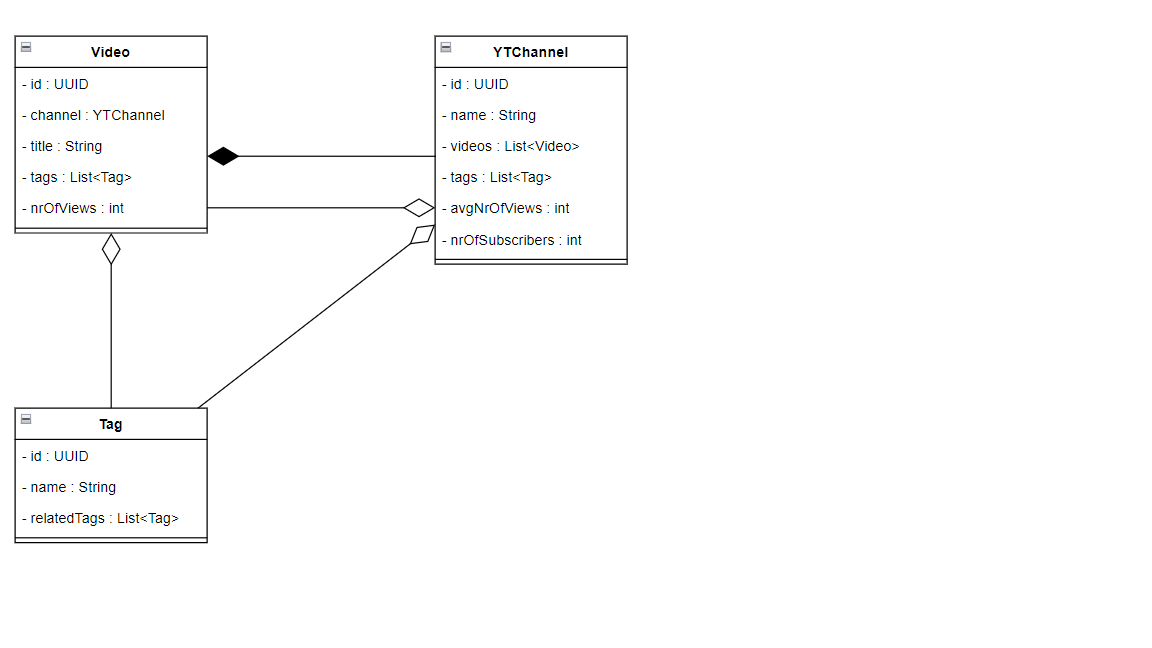 Video
- id : UUID
- channel : YTChannel
- title : String
- tags : List<Tag>
- nrOfViews : int
YTChannel
- id : UUID
- name : String
- videos : List<Video>
- tags : List<Tag>
- avgNrOfViews : int
- nrOfSubscribers : int
Tag
- id : UUID
- name : String
- relatedTags : List<Tag>